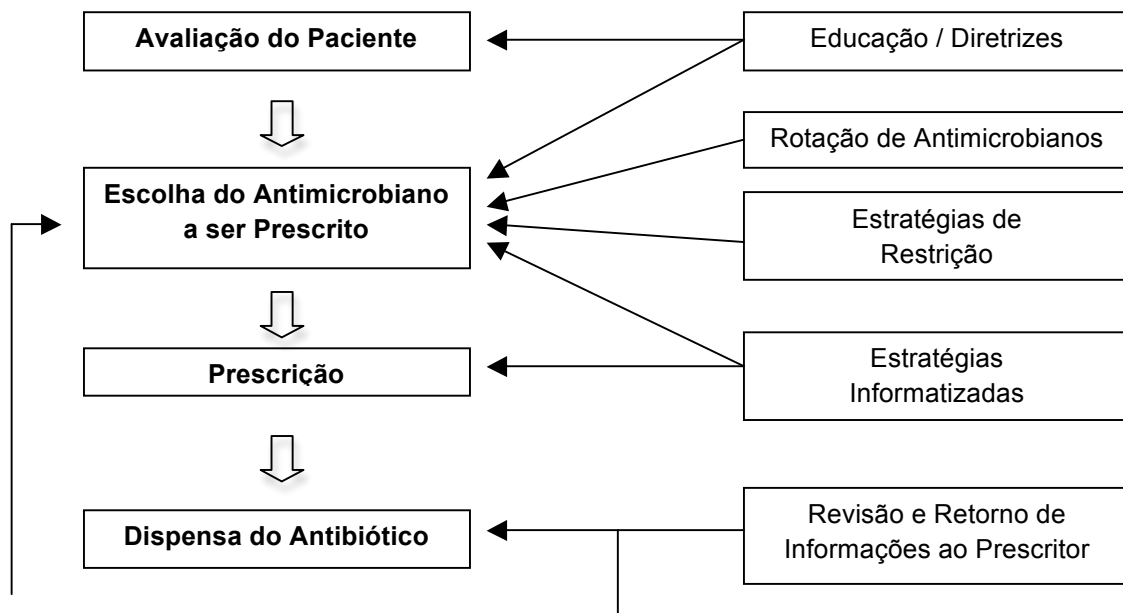 Avaliação do Paciente
Educação / Diretrizes
Rotação de Antimicrobianos
Escolha do Antimicrobiano
a ser Prescrito
Estratégias de
Restrição
Prescrição
Estratégias
Informatizadas
Dispensa do Antibiótico
Revisão e Retorno de
Informações ao Prescritor